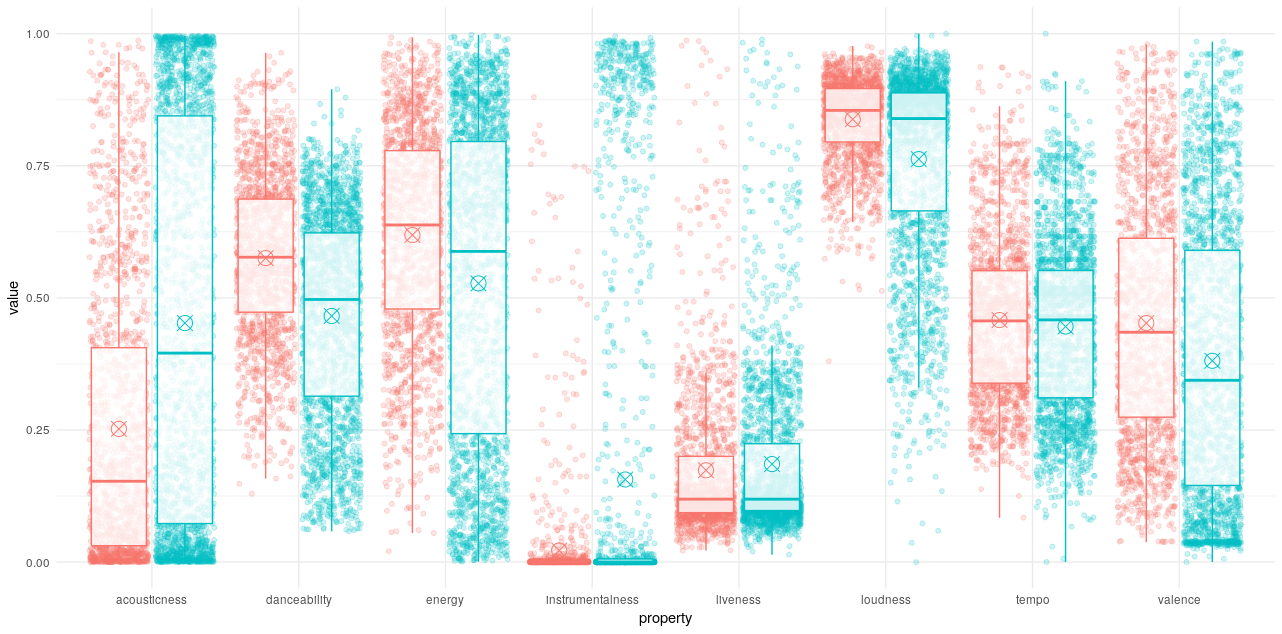 1.00
0.75
0.50
0.25
0.00
value
acousticness danceability energy instrumentalness liveness loudness tempo valence
property